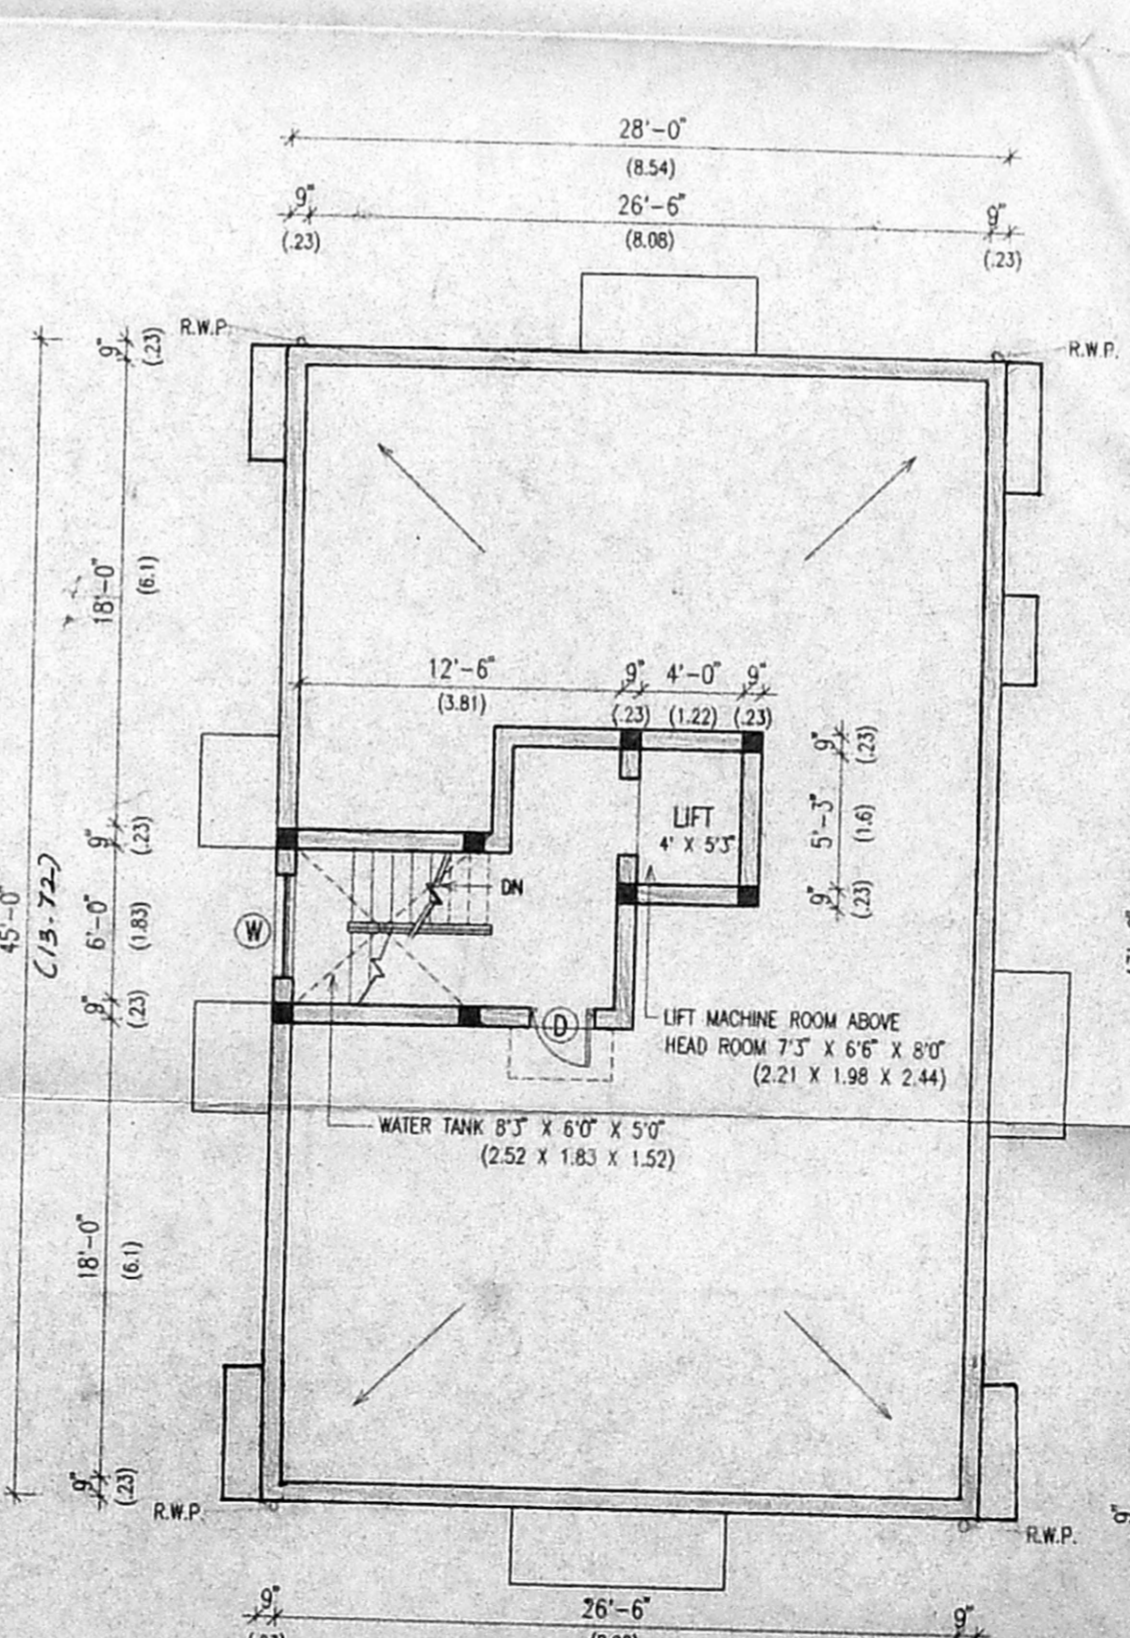 28'-0"
(8.54)
9" 26'-6" 9"
(.23) (8.08) (.23)
R.W.P.
R.W.P.
9"
(.23)
18'-0"
(6.1)
12'-6" 9" 4'-0" 9"
(3.81) (.23) (1.22) (.23)
9"
(.23)
5'-3"
(1.6)
9"
(.23)
LIFT
4' X 5'3"
DN
9"
(.23)
W
6'-0"
(1.83)
9"
(.23)
45'-0"
(13.72)
D
LIFT MACHINE ROOM ABOVE
HEAD ROOM 7'3" X 6'6" X 8'0"
(2.21 X 1.98 X 2.44)
WATER TANK 8'3" X 6'0" X 5'0"
(2.52 X 1.83 X 1.52)
18'-0"
(6.1)
9"
(.23)
R.W.P.
R.W.P.
9"
9" 26'-6" 9"